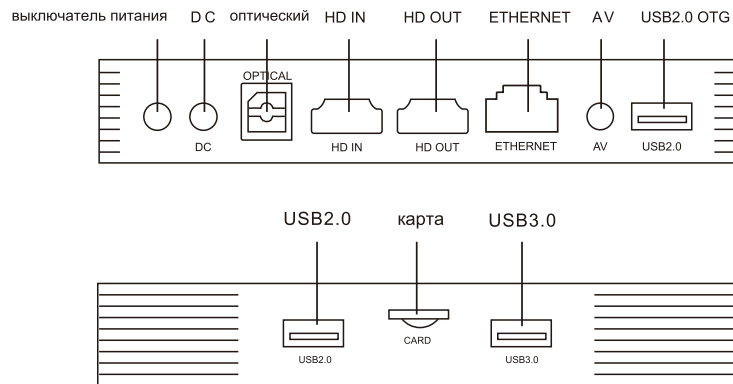 выключатель питания DC оптический HD IN HD OUT ETHERNET AV USB2.0 OTG
OPTICAL
DC HD IN HD OUT ETHERNET AV USB2.0
USB2.0 карта USB3.0
USB2.0 CARD USB3.0